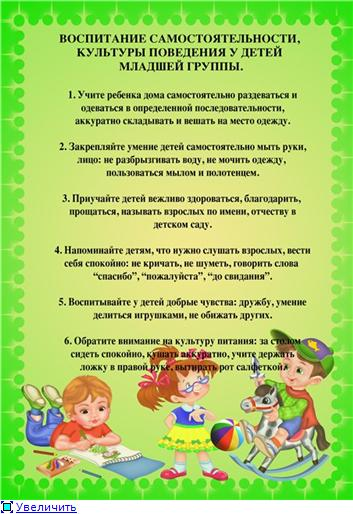 ВОСПИТАНИЕ САМОСТОЯТЕЛЬНОСТИ,
КУЛЬТУРЫ ПОВЕДЕНИЯ У ДЕТЕЙ
МЛАДШЕЙ ГРУППЫ.
1. Учите ребенка дома самостоятельно раздеваться и
одеваться в определенной последовательности,
аккуратно складывать и вешать на место одежду.
2. Закрепляйте умение детей самостоятельно мыть руки,
лицо: не разбрызгивать воду, не мочить одежду,
пользоваться мылом и полотенцем.
3. Приучайте детей вежливо здороваться, благодарить,
прощаться, называть взрослых по имени, отчеству в
детском саду.
4. Напоминайте детям, что нужно слушать взрослых, вести
себя спокойно: не кричать, не шуметь, говорить слова
“спасибо”, “пожалуйста”, “до свидания”.
5. Воспитывайте у детей добрые чувства: дружбу, умение
делиться игрушками, не обижать других.
6. Обратите внимание на культуру питания: за столом
сидеть спокойно, кушать аккуратно, учите держать
ложку в правой руке, вытирать рот салфеткой.
Увеличить